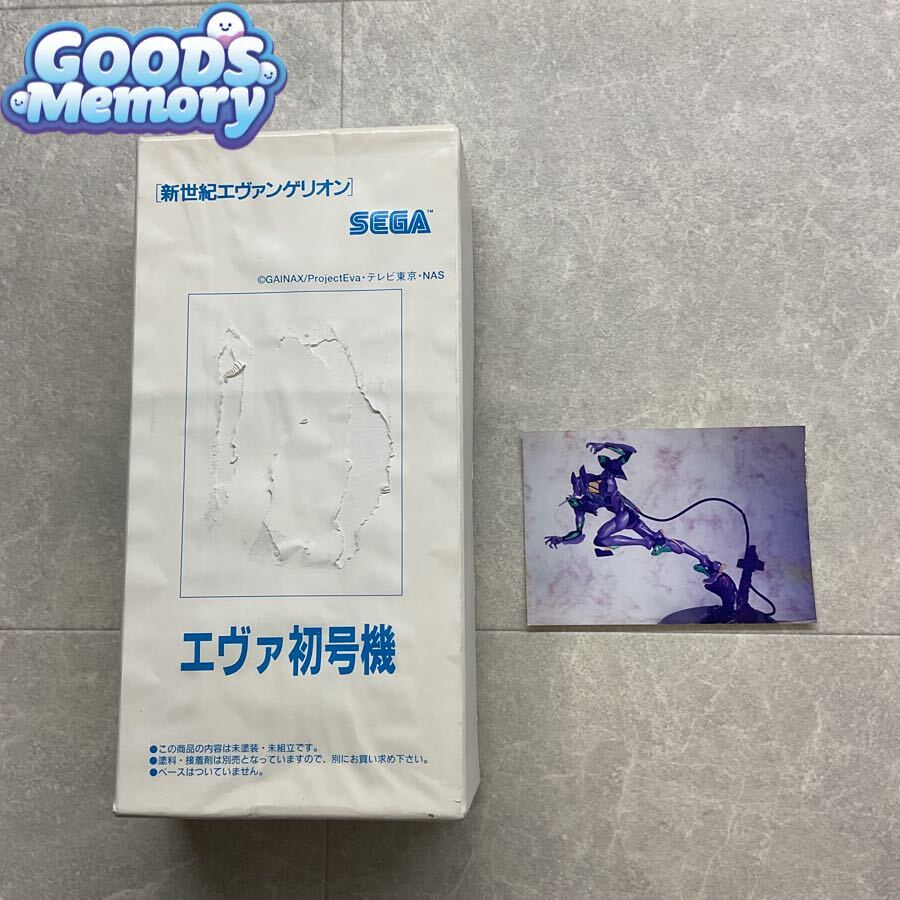 GOODS
Memory
[新世紀エヴァンゲリオン]
SEGA™
©GAINAX/ProjectEva・テレビ東京・NAS
エヴァ初号機
●この商品の内容は未塗装・未組立です。
●塗料・接着剤は別売となっていますので、別にお買い求め下さい。
●ベースはついていません。